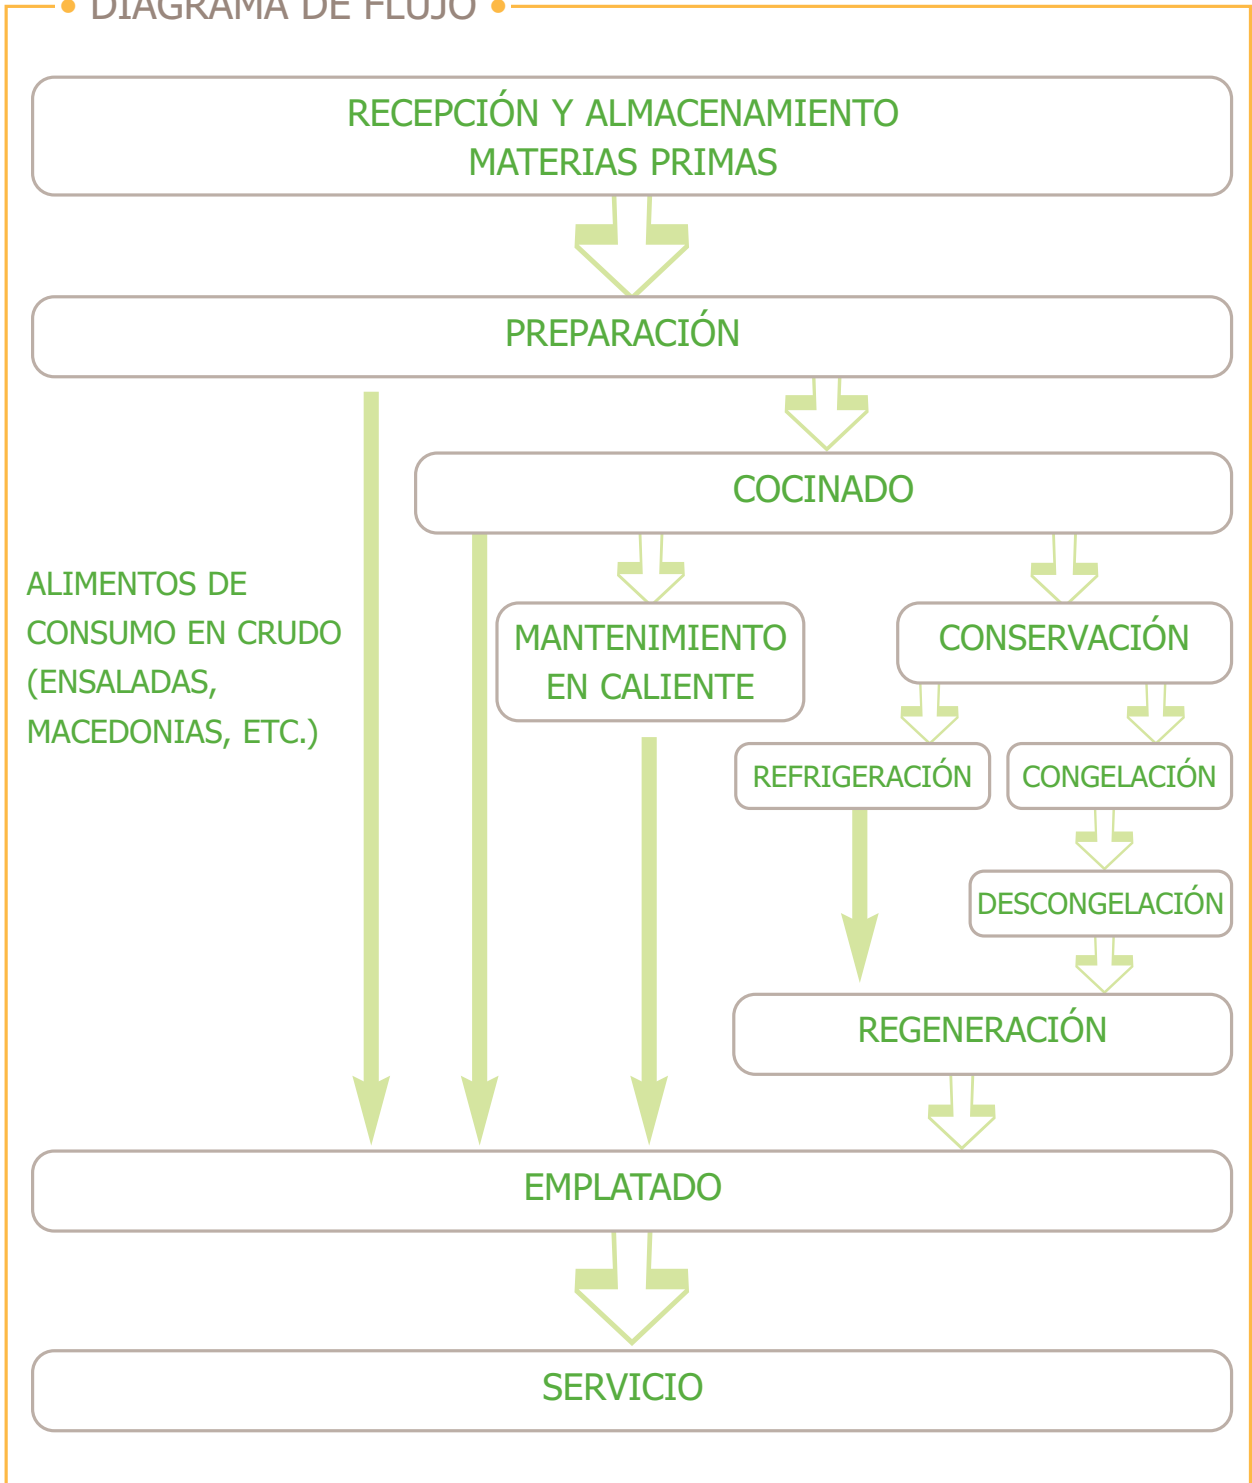 DIAGRAMA DE FLUJO
RECEPCIÓN Y ALMACENAMIENTO
MATERIAS PRIMAS
PREPARACIÓN
COCINADO
ALIMENTOS DE
CONSUMO EN CRUDO
(ENSALADAS,
MACEDONIAS, ETC.)
MANTENIMIENTO
EN CALIENTE
CONSERVACIÓN
REFRIGERACIÓN
CONGELACIÓN
DESCONGELACIÓN
REGENERACIÓN
EMPLATADO
SERVICIO